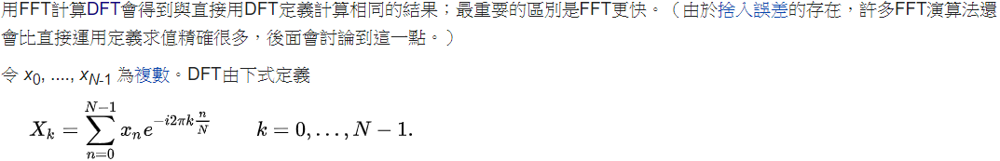 用FFT計算DFT會得到與直接用DFT定義計算相同的結果；最重要的區別是FFT更快。（由於捨入誤差的存在，許多FFT演算法還
會比直接運用定義求值精確很多，後面會討論到這一點。）
令 x₀, ...., x_{N-1} 為複數。DFT由下式定義
X_k = \sum_{n=0}^{N-1} x_n e^{-i2\pi k \frac{n}{N}} \qquad k = 0, \ldots, N-1.